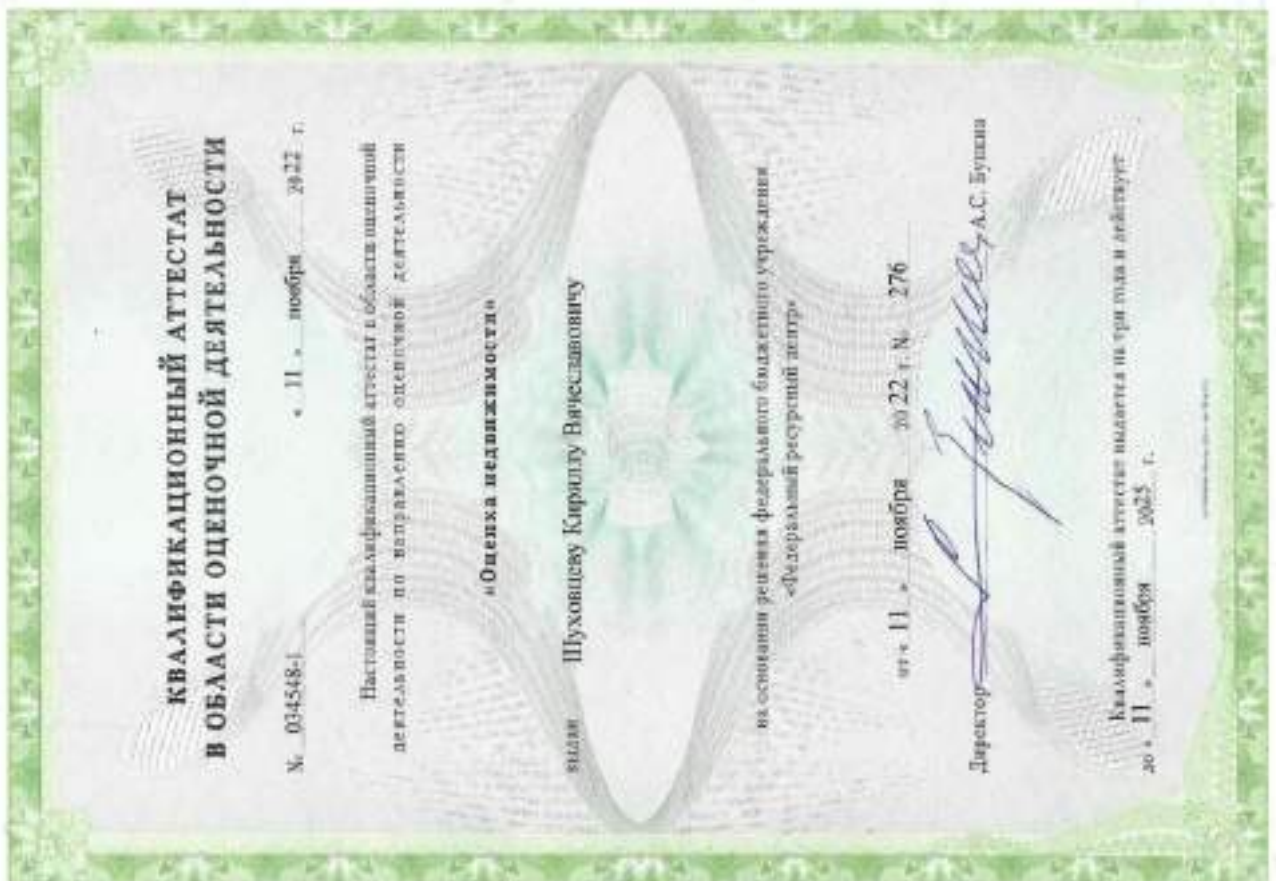 КВАЛИФИКАЦИОННЫЙ АТТЕСТАТ
В ОБЛАСТИ ОЦЕНОЧНОЙ ДЕЯТЕЛЬНОСТИ
№ 034548-1 « 11 » ноября 2022 г.
Настоящий квалификационный аттестат в области оценочной
деятельности по направлению оценочной деятельности
«Оценка недвижимости»
выдан Шуховцеву Кириллу Вячеславовичу
на основании решения федерального бюджетного учреждения
«Федеральный ресурсный центр»
от « 11 » ноября 2022 г. № 276
Директор А.С. Бункин
Квалификационный аттестат выдается на три года и действует
до « 11 » ноября 2025 г.